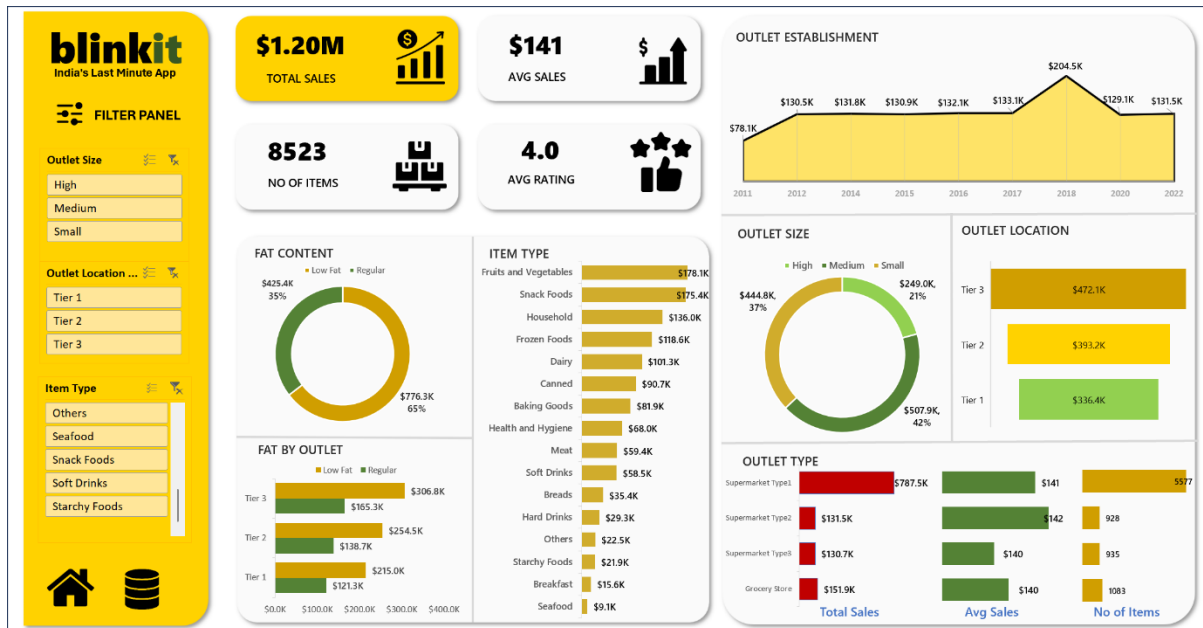 blinkit
India's Last Minute App
FILTER PANEL
Outlet Size
High
Medium
Small
Outlet Location ...
Tier 1
Tier 2
Tier 3
Item Type
Others
Seafood
Snack Foods
Soft Drinks
Starchy Foods
$1.20M
TOTAL SALES
$
$141
AVG SALES
$
8523
NO OF ITEMS
4.0
AVG RATING
FAT CONTENT
Low Fat Regular
$425.4K
35%
$776.3K
65%
FAT BY OUTLET
Low Fat Regular
Tier 3 $306.8K
$165.3K
Tier 2 $254.5K
$138.7K
Tier 1 $215.0K
$121.3K
$0.0K $100.0K $200.0K $300.0K $400.0K
ITEM TYPE
Fruits and Vegetables $178.1K
Snack Foods $175.4K
Household $136.0K
Frozen Foods $118.6K
Dairy $101.3K
Canned $90.7K
Baking Goods $81.9K
Health and Hygiene $68.0K
Meat $59.4K
Soft Drinks $58.5K
Breads $35.4K
Hard Drinks $29.3K
Others $22.5K
Starchy Foods $21.9K
Breakfast $15.6K
Seafood $9.1K
OUTLET ESTABLISHMENT
$78.1K $130.5K $131.8K $130.9K $132.1K $133.1K $204.5K $129.1K $131.5K
2011 2012 2014 2015 2016 2017 2018 2020 2022
OUTLET SIZE
High Medium Small
$249.0K,
21%
$444.8K,
37%
$507.9K,
42%
OUTLET LOCATION
Tier 3 $472.1K
Tier 2 $393.2K
Tier 1 $336.4K
OUTLET TYPE
Supermarket Type1 $787.5K $141 5577
Supermarket Type2 $131.5K $142 928
Supermarket Type3 $130.7K $140 935
Grocery Store $151.9K $140 1083
Total Sales Avg Sales No of Items